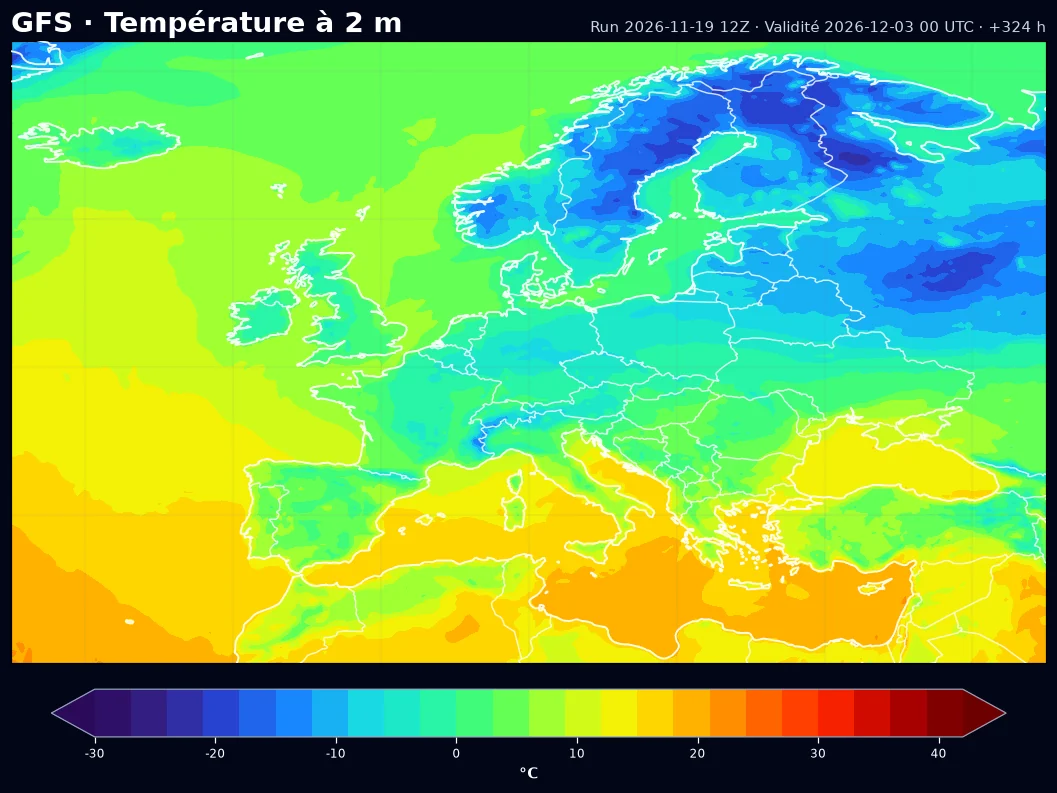 GFS · Température à 2 m
Run 2026-11-19 12Z · Validité 2026-12-03 00 UTC · +324 h
-30 -20 -10 0 10 20 30 40
°C